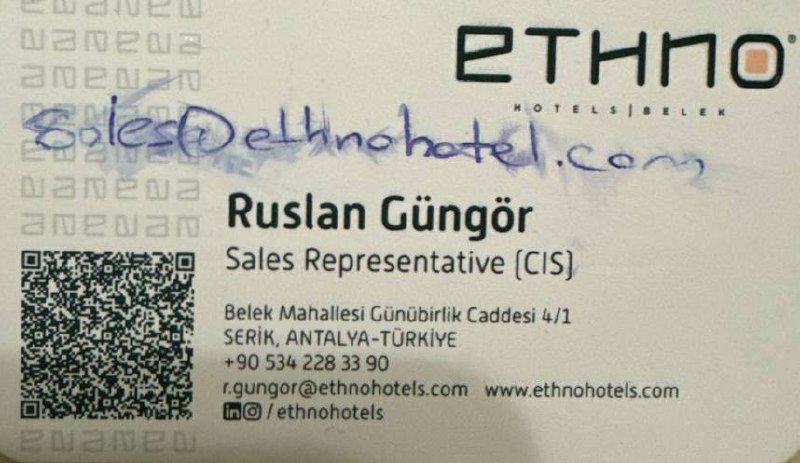 ETHNO
HOTELS | BELEK
Sales@ethnohotel.com
Ruslan Güngör
Sales Representative (CIS)
Belek Mahallesi Günübirlik Caddesi 4/1
SERİK, ANTALYA-TÜRKİYE
+90 534 228 33 90
r.gungor@ethnohotels.com www.ethnohotels.com
/ ethnohotels